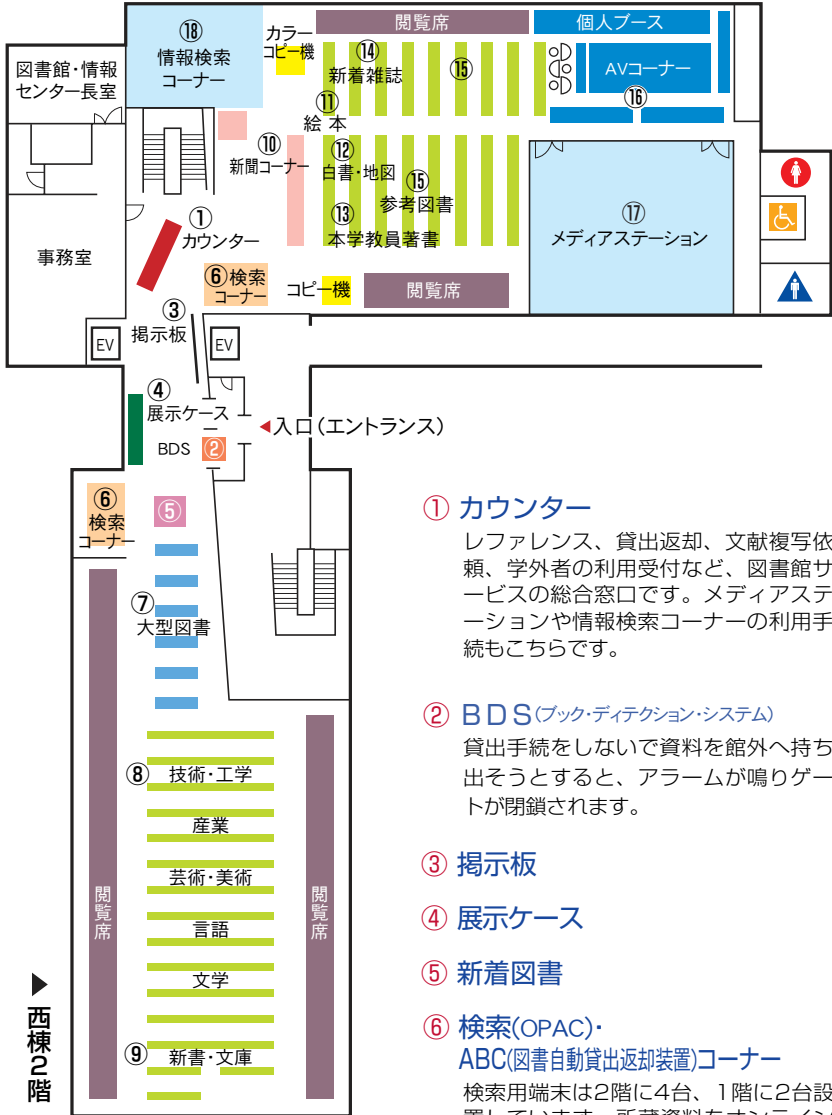 ⑱
情報検索
コーナー
カラー
コピー機
閲覧席
個人ブース
図書館・情報
センター長室
⑭
新着雑誌
⑮
AVコーナー
⑯
⑪
絵 本
⑩
新聞コーナー
⑫
白書・地図
⑮
参考図書
⑬
本学教員著書
⑰
メディアステーション
①
カウンター
事務室
⑥検索
コーナー
コピー機
閲覧席
③
掲示板
EV
EV
④
展示ケース
BDS
②
◀入口(エントランス)
⑥
検索
コーナー
⑤
⑦
大型図書
⑧ 技術・工学
産業
芸術・美術
言語
文学
⑨ 新書・文庫
閲覧席
閲覧席
▶西棟2階
① カウンター
レファレンス、貸出返却、文献複写依
頼、学外者の利用受付など、図書館サ
ービスの総合窓口です。メディアステ
ーションや情報検索コーナーの利用手
続もこちらです。
② BDS(ブック・ディテクション・システム)
貸出手続をしないで資料を館外へ持ち
出そうとすると、アラームが鳴りゲー
トが閉鎖されます。
③ 掲示板
④ 展示ケース
⑤ 新着図書
⑥ 検索(OPAC)・
ABC(図書自動貸出返却装置)コーナー
検索用端末は2階に4台、1階に2台設
置しています。所蔵資料をオンライン